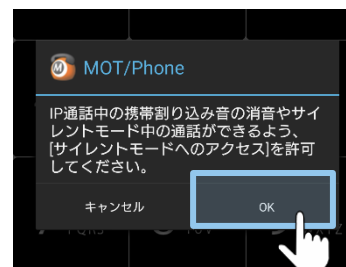 MOT/Phone
IP通話中の携帯割り込み音の消音やサイ
レントモード中の通話ができるよう、
[サイレントモードへのアクセス]を許可
してください。
キャンセル
OK